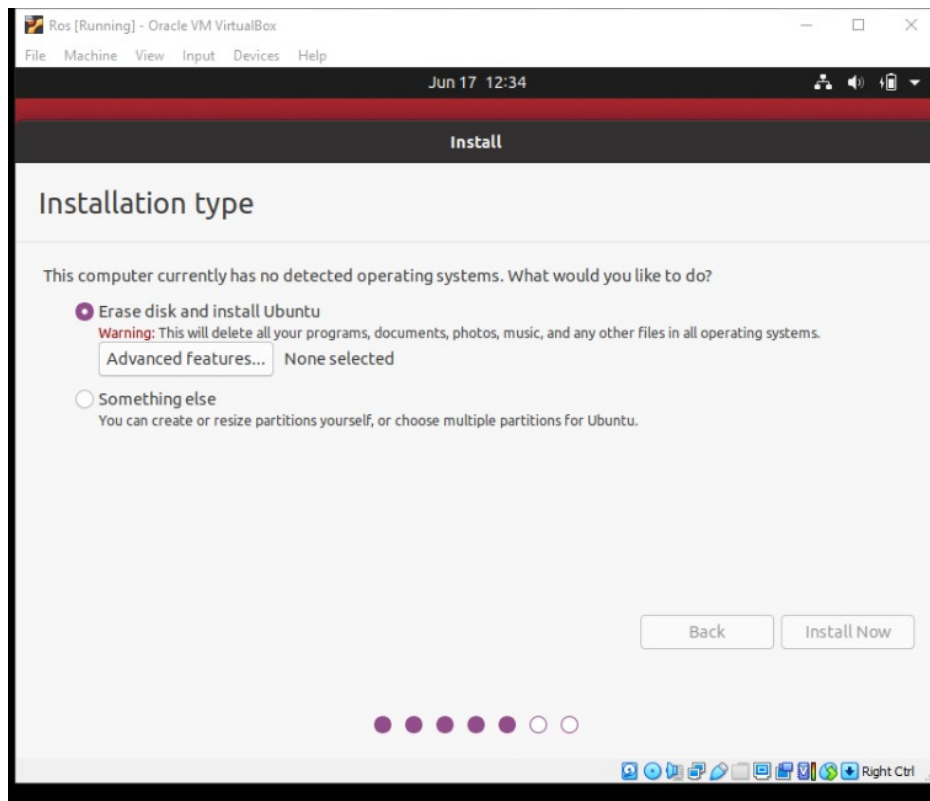 Ros [Running] - Oracle VM VirtualBox
File Machine View Input Devices Help
Jun 17 12:34
Install
Installation type
This computer currently has no detected operating systems. What would you like to do?
Erase disk and install Ubuntu
Warning: This will delete all your programs, documents, photos, music, and any other files in all operating systems.
Advanced features... None selected
Something else
You can create or resize partitions yourself, or choose multiple partitions for Ubuntu.
Back Install Now
Right Ctrl